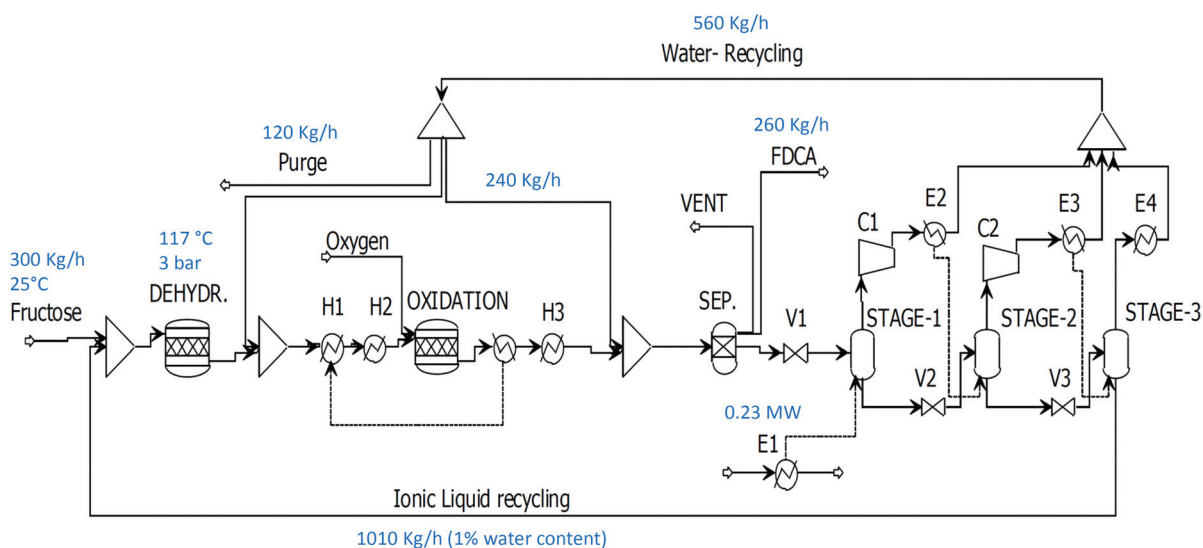 560 Kg/h
Water- Recycling
120 Kg/h
Purge
240 Kg/h
260 Kg/h
FDCA
VENT
C1
E2
C2
E3
E4
300 Kg/h
25°C
Fructose
117 °C
3 bar
DEHYDR.
Oxygen
H1
H2
OXIDATION
H3
SEP.
V1
STAGE-1
V2
STAGE-2
V3
STAGE-3
0.23 MW
E1
Ionic Liquid recycling
1010 Kg/h (1% water content)